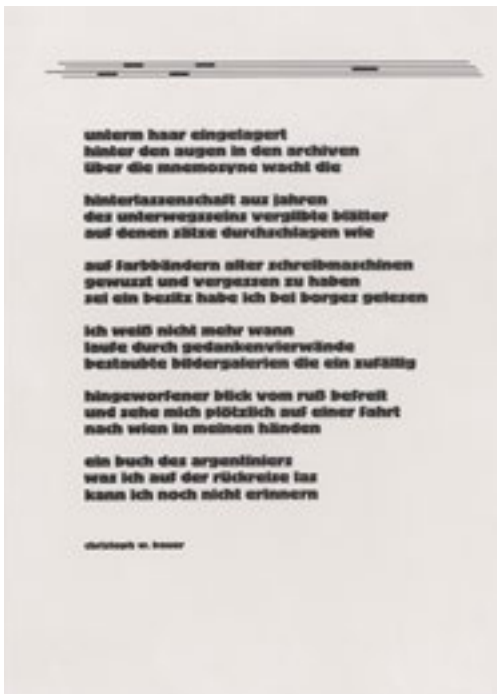 unterm haar eingelagert
hinter den augen in den archiven
über die mnemosyne wacht die
hinterlassenschaft aus jahren
des unterwegsseins vergilbte blätter
auf denen sätze durchschlagen wie
auf farbbändern alter schreibmaschinen
gewusst und vergessen zu haben
sei ein besitz habe ich bei borges gelesen
ich weiß nicht mehr wann
laufe durch gedankenvierwände
bestaubte bildergalerien die ein zufällig
hingeworfener blick vom ruß befreit
und sehe mich plötzlich auf einer fahrt
nach wien in meinen händen
ein buch des argentiniers
was ich auf der rückreise las
kann ich noch nicht erinnern
christoph w. bauer